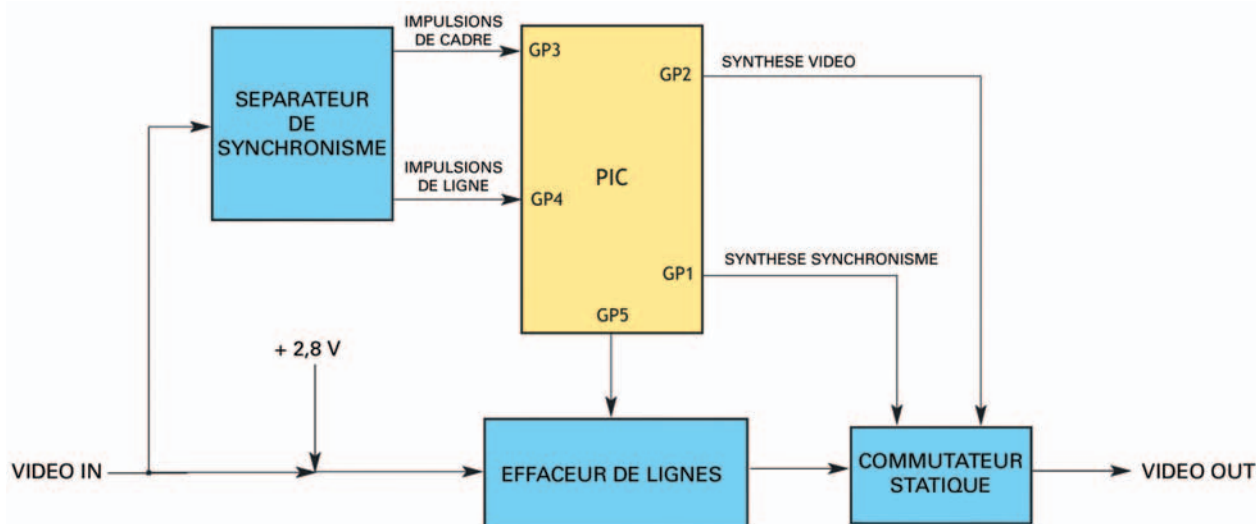 IMPULSIONS
DE CADRE
GP3
GP2
SYNTHESE VIDEO
SEPARATEUR
DE
SYNCHRONISME
IMPULSIONS
DE LIGNE
PIC
GP4
SYNTHESE SYNCHRONISME
GP1
GP5
+ 2,8 V
VIDEO IN
EFFACEUR DE LIGNES
COMMUTATEUR
STATIQUE
VIDEO OUT